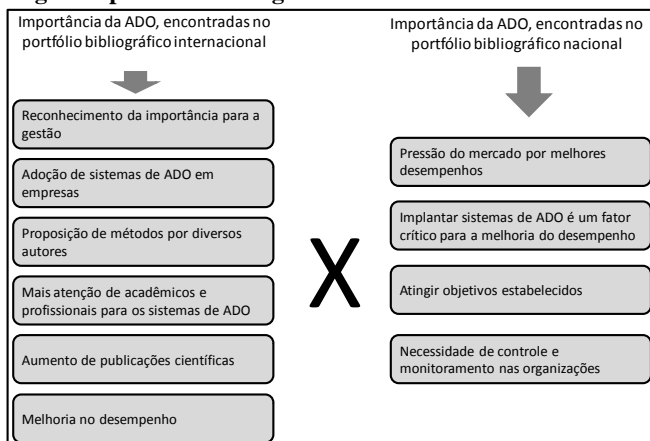 Importância da ADO, encontradas no
portfólio bibliográfico internacional
Reconhecimento da importância para a
gestão
Adoção de sistemas de ADO em
empresas
Proposição de métodos por diversos
autores
Mais atenção de acadêmicos e
profissionais para os sistemas de ADO
Aumento de publicações científicas
Melhoria no desempenho
X
Importância da ADO, encontradas no
portfólio bibliográfico nacional
Pressão do mercado por melhores
desempenhos
Implantar sistemas de ADO é um fator
crítico para a melhoria do desempenho
Atingir objetivos estabelecidos
Necessidade de controle e
monitoramento nas organizações